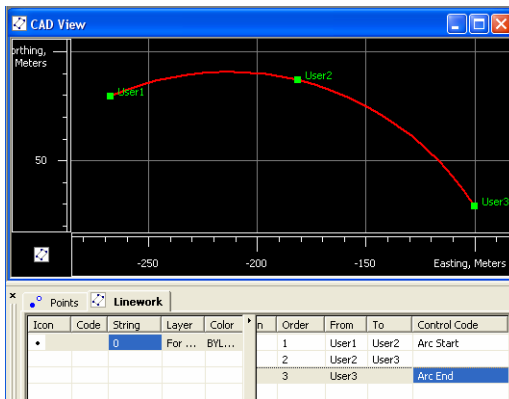 CAD View
orthing,
Meters
User1
User2
50
User3
-250 -200 -150 Easting, Meters
Points Linework
Icon Code String Layer Color n Order From To Control Code
0 For ... BYL... 1 User1 User2 Arc Start
2 User2 User3
3 User3 Arc End